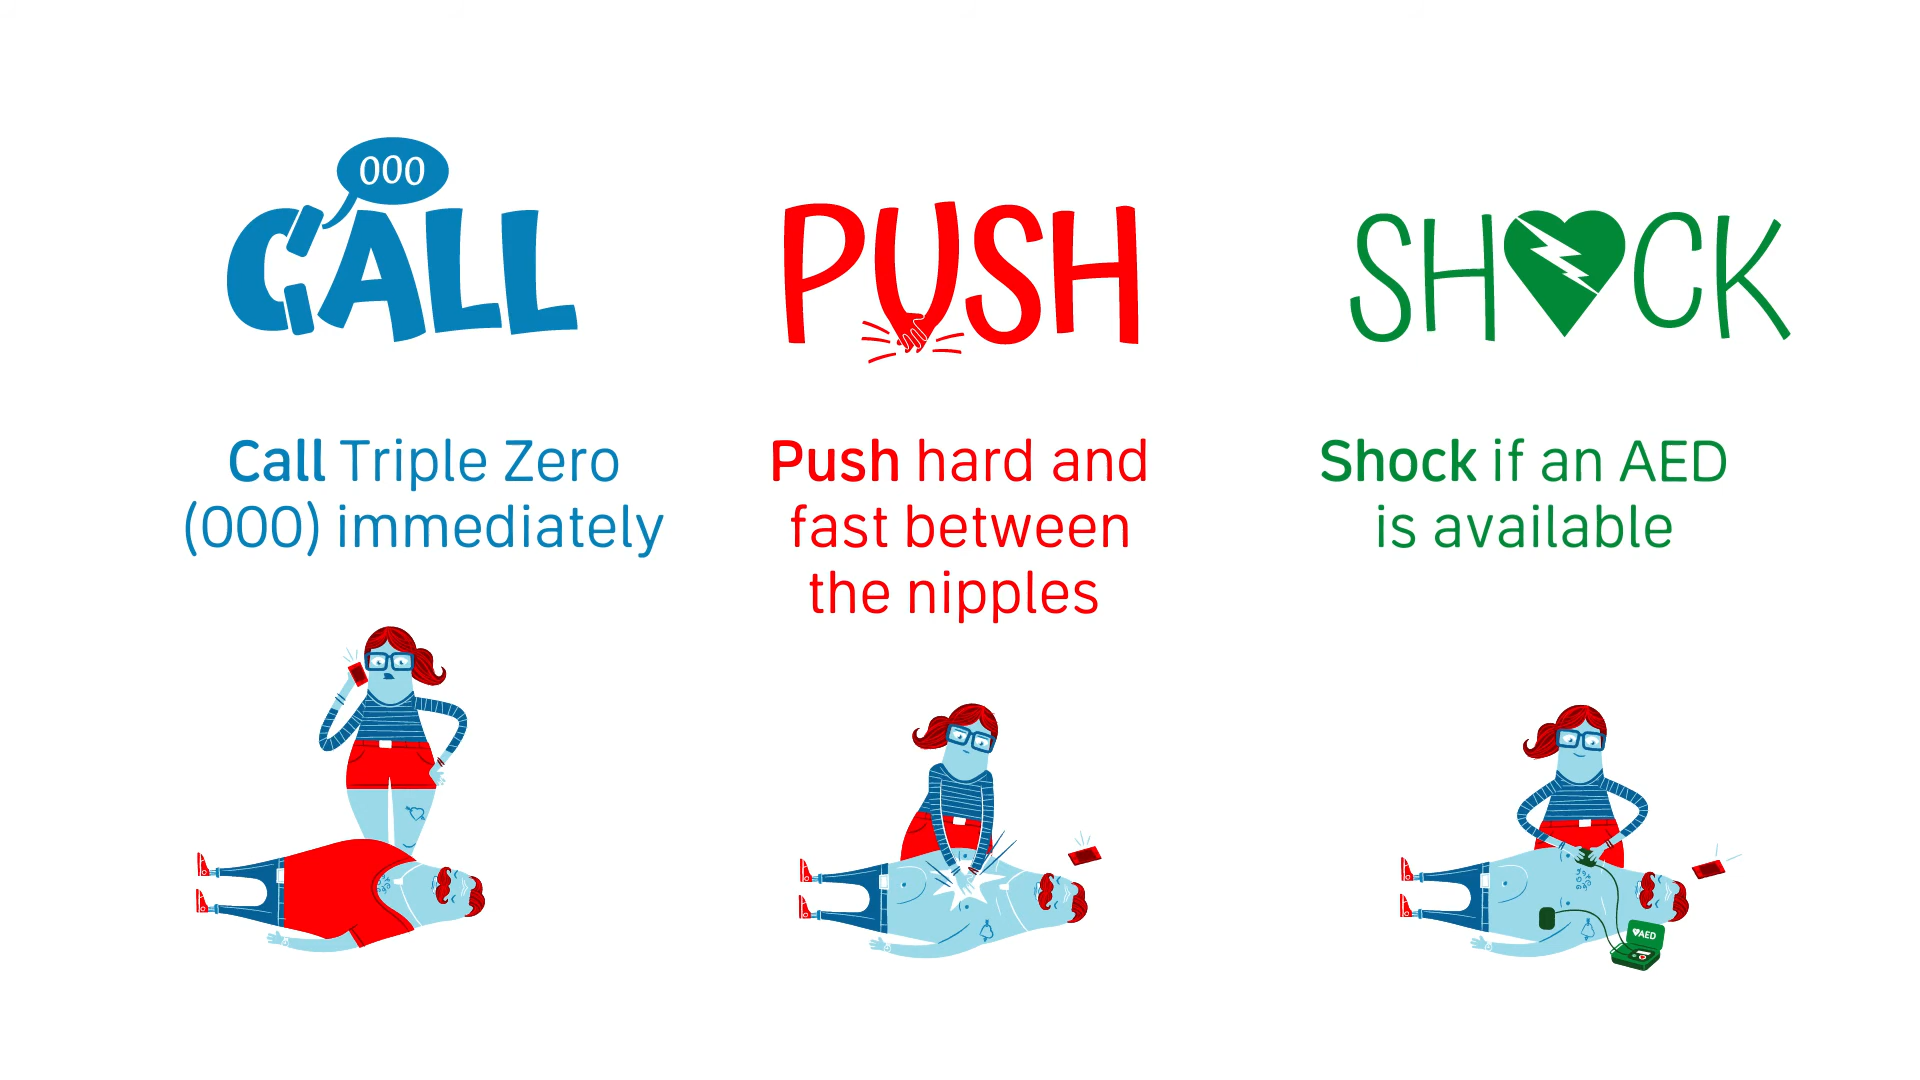 000
CALL
Call Triple Zero
(000) immediately
PUSH
Push hard and
fast between
the nipples
SHOCK
Shock if an AED
is available
AED